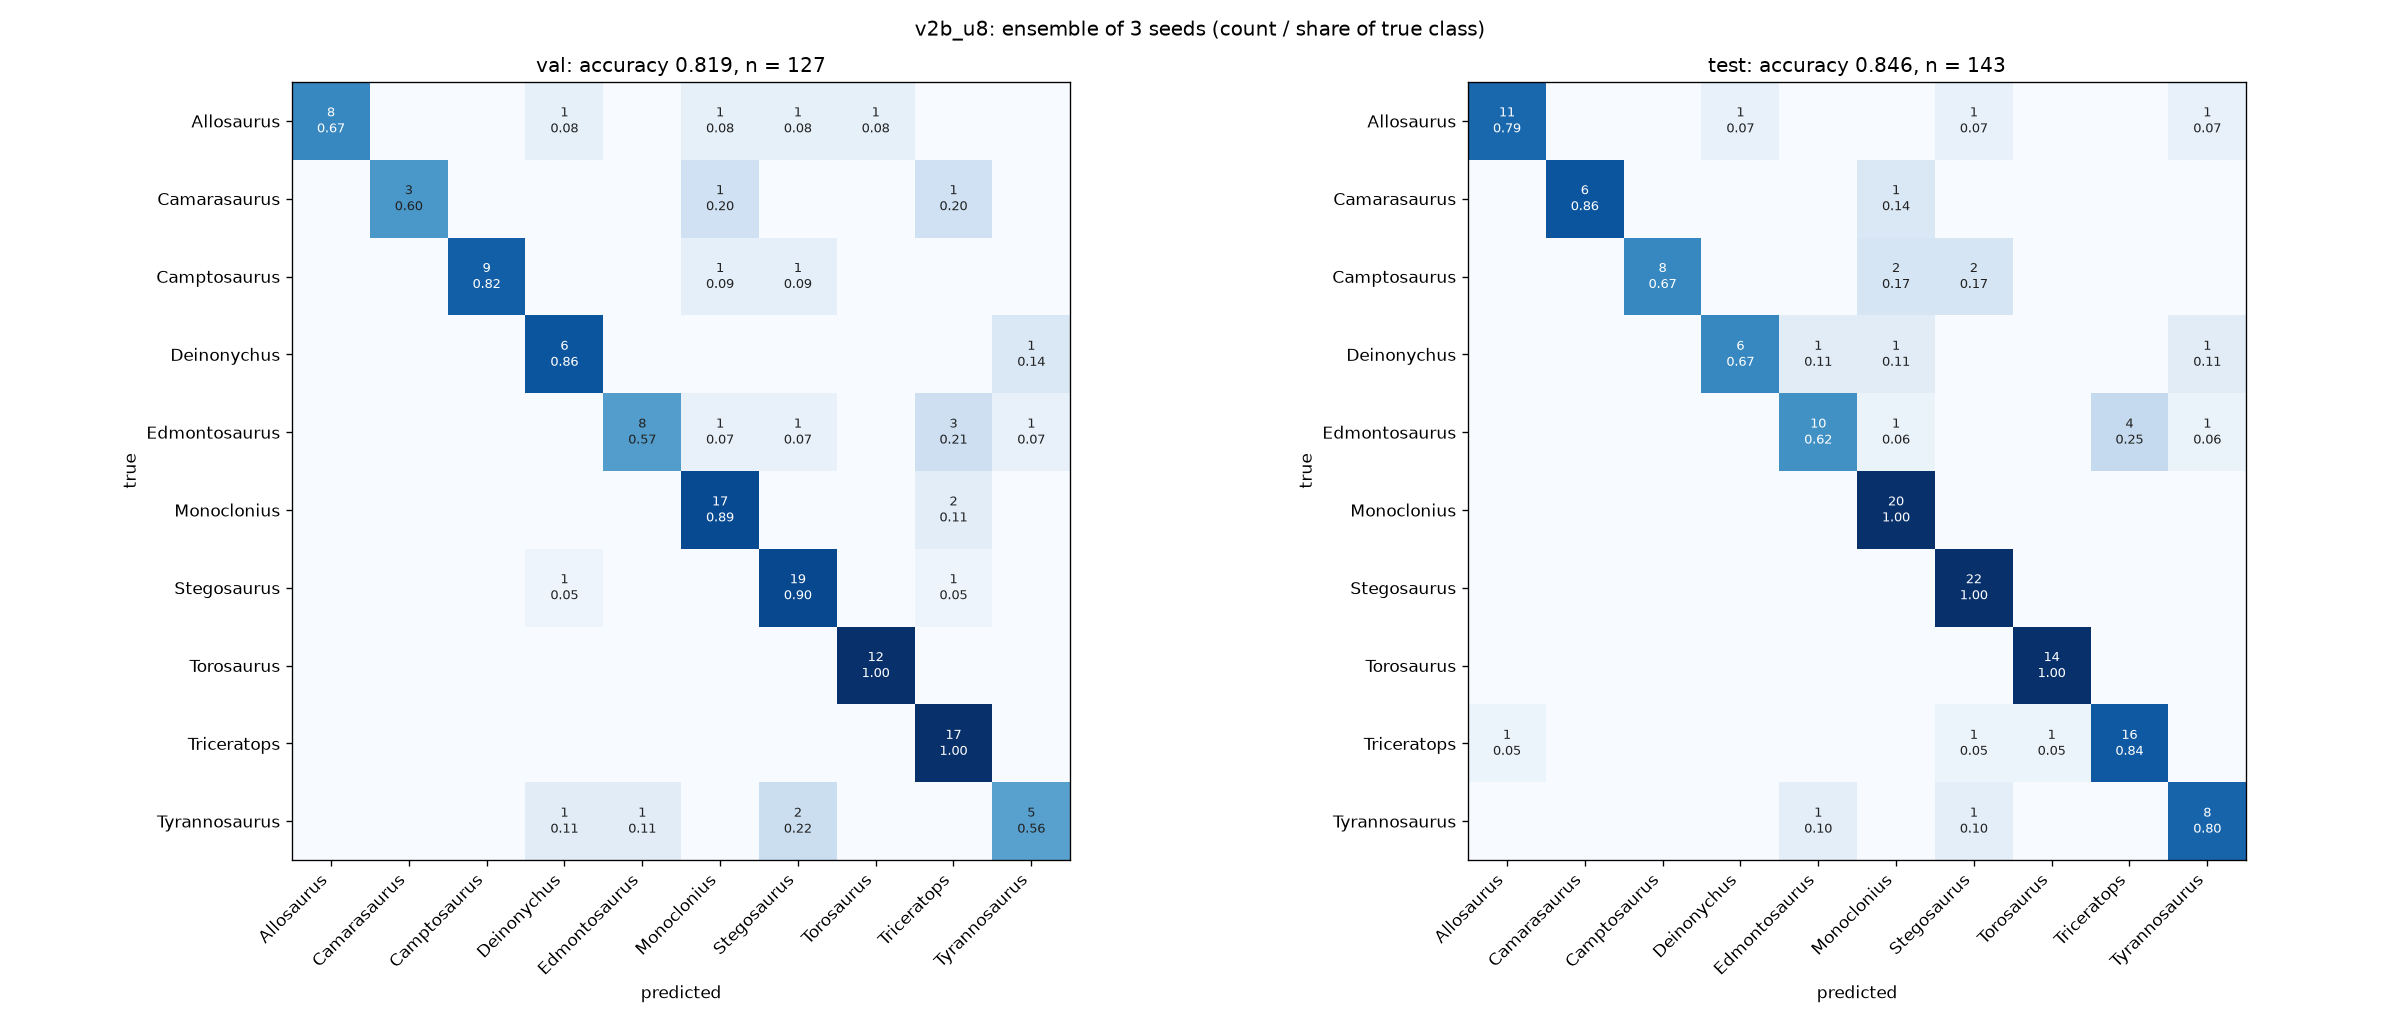 v2b_u8: ensemble of 3 seeds (count / share of true class)
val: accuracy 0.819, n = 127
true
Allosaurus
8 1 1 1 1
0.67 0.08 0.08 0.08 0.08
Camarasaurus
3 1 1
0.60 0.20 0.20
Camptosaurus
9 1 1
0.82 0.09 0.09
Deinonychus
6 1
0.86 0.14
Edmontosaurus
8 1 1 3 1
0.57 0.07 0.07 0.21 0.07
Monoclonius
17 2
0.89 0.11
Stegosaurus
1 19 1
0.05 0.90 0.05
Torosaurus
12
1.00
Triceratops
17
1.00
Tyrannosaurus
1 1 2 5
0.11 0.11 0.22 0.56
Allosaurus
Camarasaurus
Camptosaurus
Deinonychus
Edmontosaurus
Monoclonius
Stegosaurus
Torosaurus
Triceratops
Tyrannosaurus
predicted
test: accuracy 0.846, n = 143
true
Allosaurus
11 1 1 1
0.79 0.07 0.07 0.07
Camarasaurus
6 1
0.86 0.14
Camptosaurus
8 2 2
0.67 0.17 0.17
Deinonychus
6 1 1 1
0.67 0.11 0.11 0.11
Edmontosaurus
10 1 4 1
0.62 0.06 0.25 0.06
Monoclonius
20
1.00
Stegosaurus
22
1.00
Torosaurus
14
1.00
Triceratops
1 1 1 16
0.05 0.05 0.05 0.84
Tyrannosaurus
1 1 8
0.10 0.10 0.80
Allosaurus
Camarasaurus
Camptosaurus
Deinonychus
Edmontosaurus
Monoclonius
Stegosaurus
Torosaurus
Triceratops
Tyrannosaurus
predicted